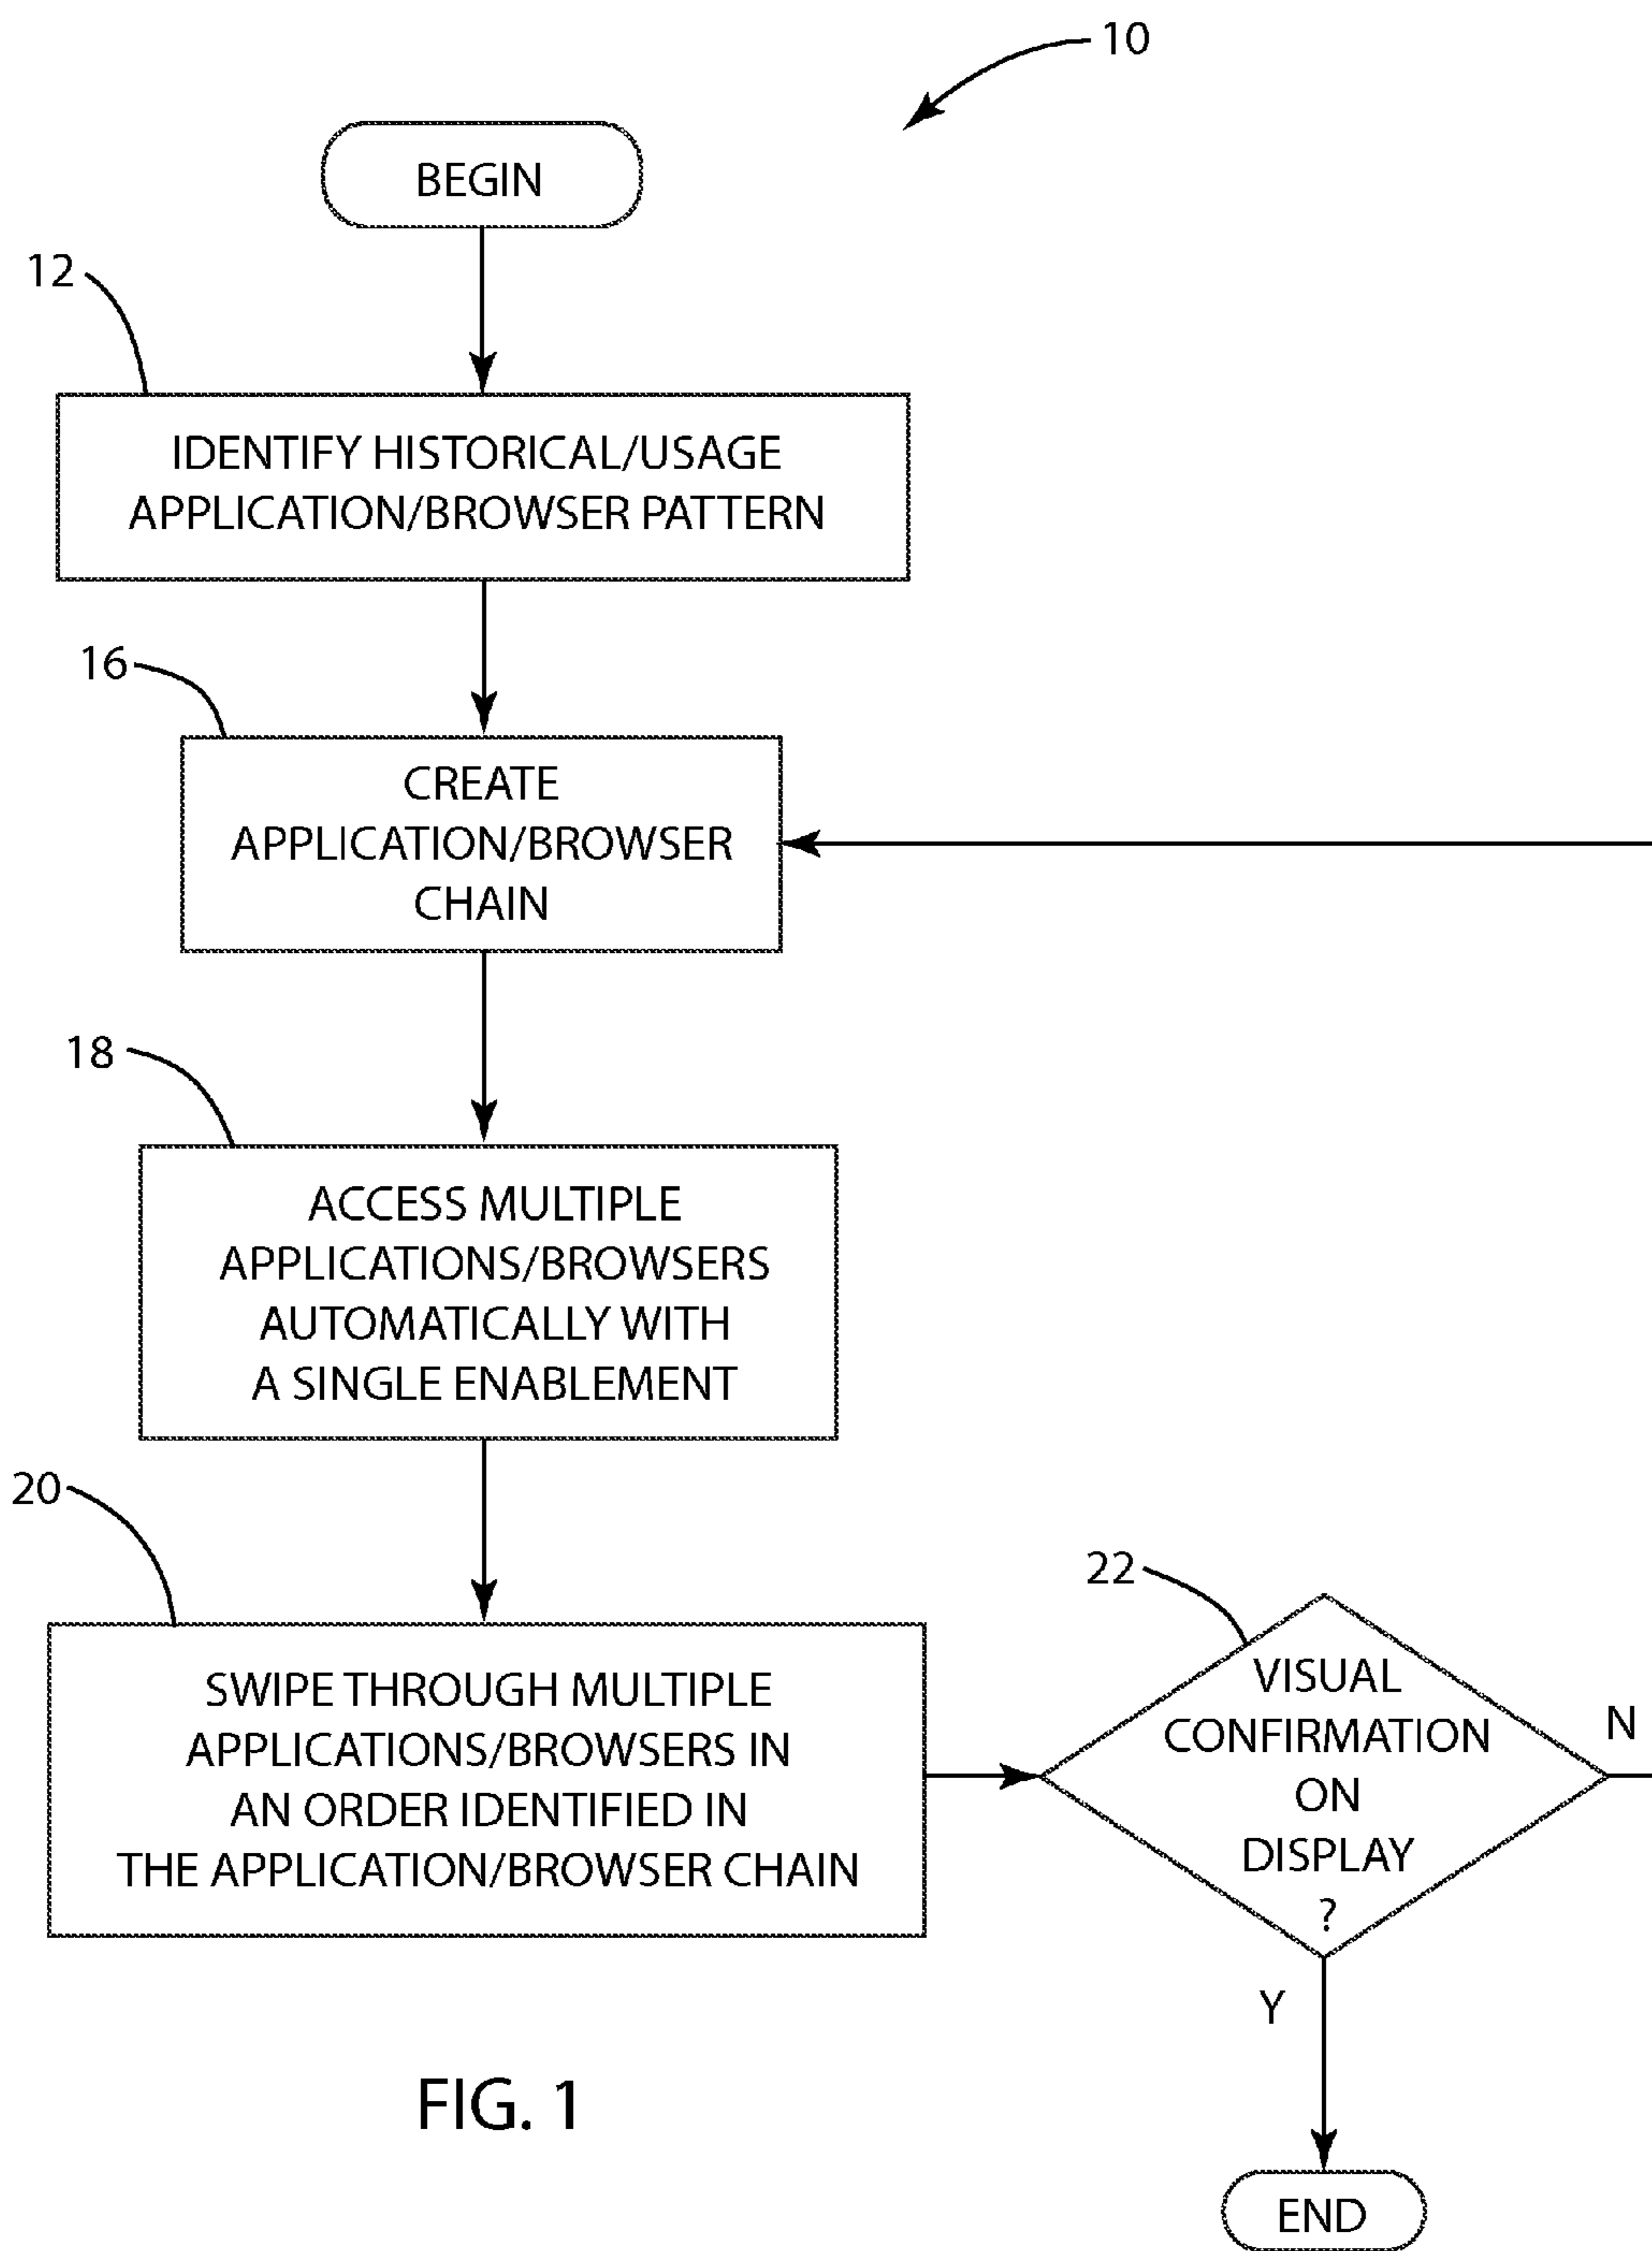 10
BEGIN
12
IDENTIFY HISTORICAL/USAGE
APPLICATION/BROWSER PATTERN
16
CREATE
APPLICATION/BROWSER
CHAIN
18
ACCESS MULTIPLE
APPLICATIONS/BROWSERS
AUTOMATICALLY WITH
A SINGLE ENABLEMENT
20
SWIPE THROUGH MULTIPLE
APPLICATIONS/BROWSERS IN
AN ORDER IDENTIFIED IN
THE APPLICATION/BROWSER CHAIN
22
VISUAL
CONFIRMATION
ON
DISPLAY
?
N
Y
END
FIG. 1